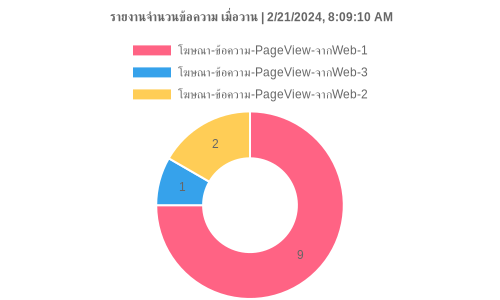 รายงานจำนวนข้อความ เมื่อวาน | 2/21/2024, 8:09:10 AM
โฆษณา-ข้อความ-PageView-จากWeb-1
โฆษณา-ข้อความ-PageView-จากWeb-3
โฆษณา-ข้อความ-PageView-จากWeb-2
2
1
9